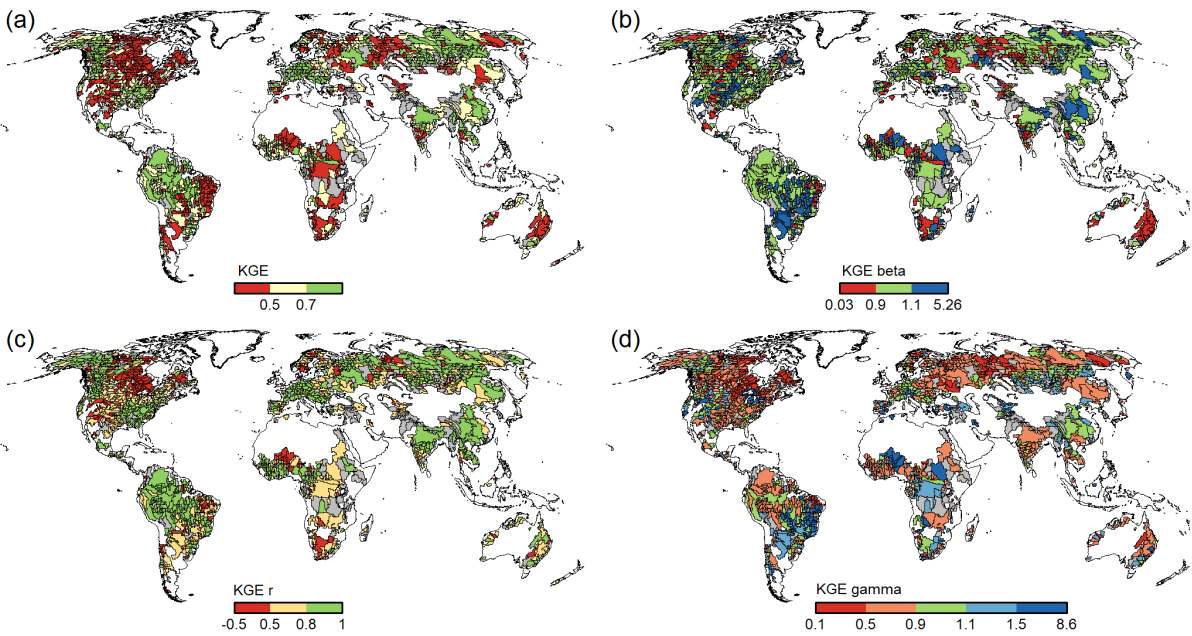 (a)
(b)
KGE
0.5 0.7
KGE beta
0.03 0.9 1.1 5.26
(c)
(d)
KGE r
-0.5 0.5 0.8 1
KGE gamma
0.1 0.5 0.9 1.1 1.5 8.6